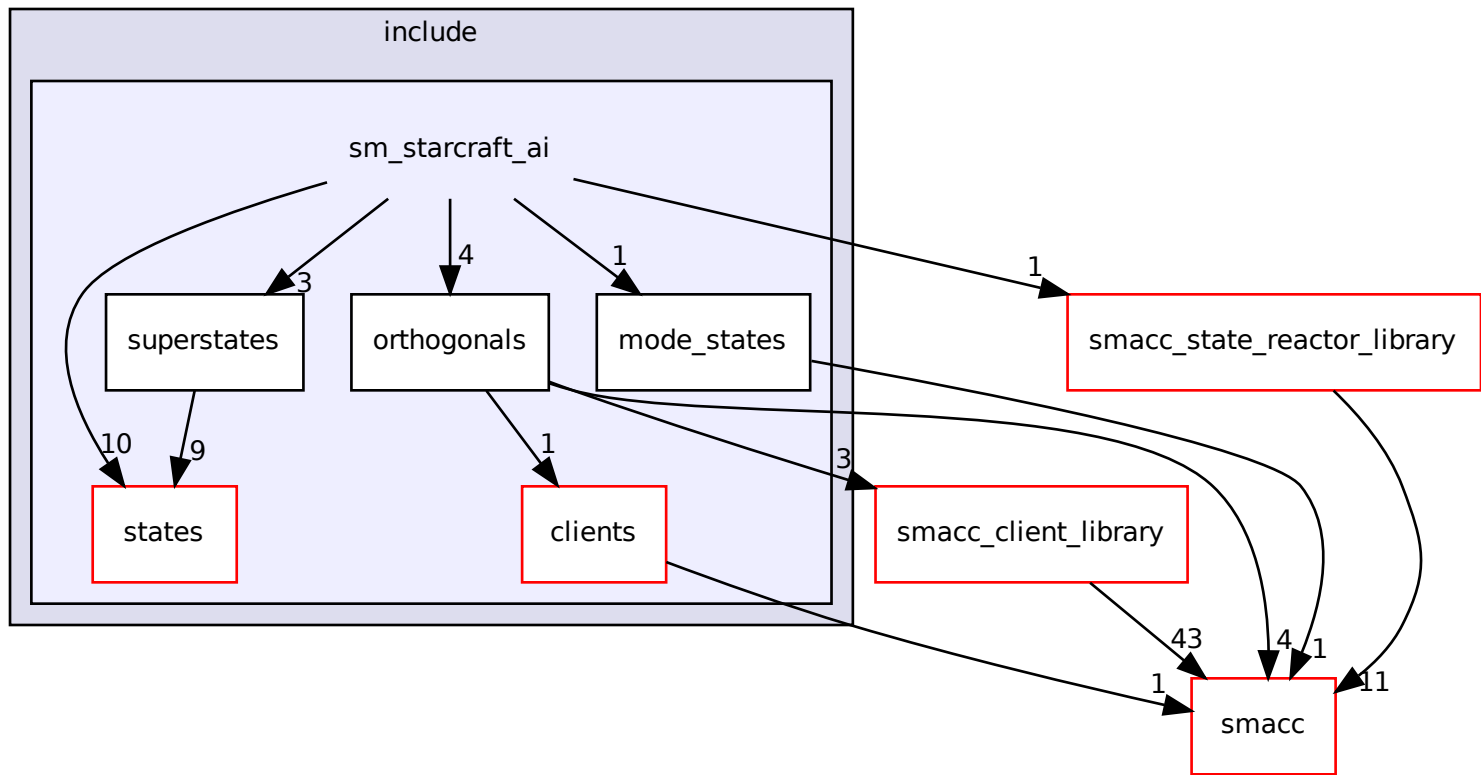 include
sm_starcraft_ai
1
3
4
1
superstates
orthogonals
mode_states
smacc_state_reactor_library
10
9
1
3
states
clients
smacc_client_library
43
4
1
1
11
smacc